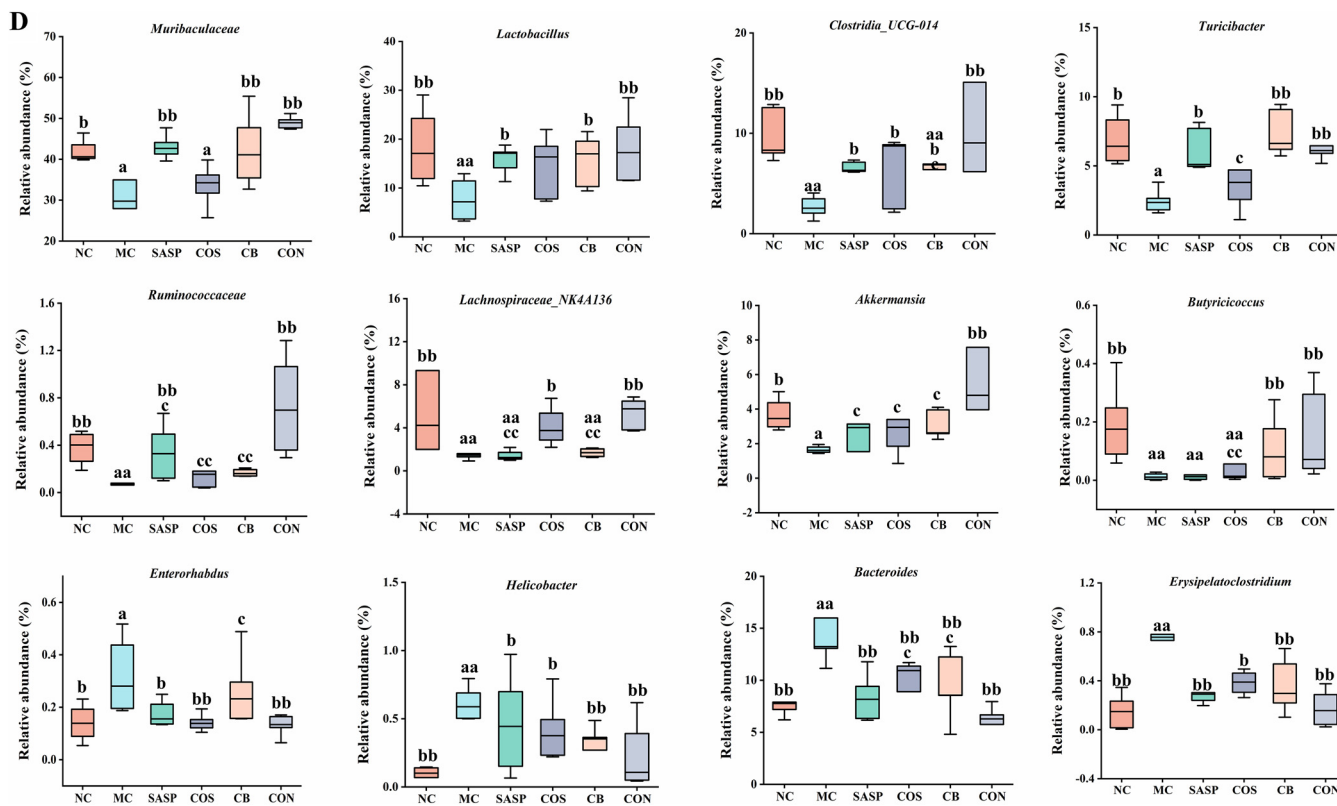 D
Muribaculaceae
Relative abundance (%)
70
60
50
40
30
20
b
a
bb
a
bb
bb
NC MC SASP COS CB CON
Lactobacillus
Relative abundance (%)
40
30
20
10
0
bb
aa
b
b
bb
NC MC SASP COS CB CON
Clostridia_UCG-014
Relative abundance (%)
20
10
0
bb
aa
b
b
aa
b
c
bb
NC MC SASP COS CB CON
Turicibacter
Relative abundance (%)
15
10
5
0
b
a
b
c
bb
bb
NC MC SASP COS CB CON
Ruminococcaceae
Relative abundance (%)
1.6
1.2
0.8
0.4
0.0
bb
aa
bb
c
cc
cc
bb
NC MC SASP COS CB CON
Lachnospiraceae_NK4A136
Relative abundance (%)
16
11
6
1
-4
bb
aa
aa
cc
b
aa
cc
bb
NC MC SASP COS CB CON
Akkermansia
Relative abundance (%)
10
8
6
4
2
0
-2
b
a
c
c
c
bb
NC MC SASP COS CB CON
Butyricicoccus
Relative abundance (%)
0.6
0.4
0.2
0.0
bb
aa
aa
aa
cc
bb
bb
NC MC SASP COS CB CON
Enterorhabdus
Relative abundance (%)
0.6
0.4
0.2
0.0
b
a
b
bb
c
bb
NC MC SASP COS CB CON
Helicobacter
Relative abundance (%)
1.5
1.0
0.5
0.0
bb
aa
b
b
bb
bb
NC MC SASP COS CB CON
Bacteroides
Relative abundance (%)
20
15
10
5
0
bb
aa
bb
bb
c
bb
c
bb
NC MC SASP COS CB CON
Erysipelatoclostridium
Relative abundance (%)
1.2
0.8
0.4
0.0
-0.4
bb
aa
bb
bb
bb
bb
NC MC SASP COS CB CON